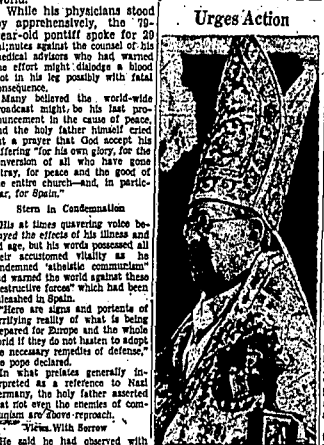 While his physicians stood
by apprehensively, the 79-
year-old pontiff spoke for 20
minutes against the counsel of his
medical advisors who had warned
the effort might dislodge a blood
clot in his leg possibly with fatal
consequence.
Many believed the world-wide
broadcast might be his last pro-
nouncement in the cause of peace,
and the holy father himself cried
out a prayer that God accept his
suffering "for his own glory, for the
conversion of all who have gone
astray, for peace and the good of
the entire church—and, in partic-
ular, for Spain."
Stern in Condemnation
His at times quavering voice be-
trayed the effects of his illness and
age, but his words possessed all
their accustomed vitality as he
condemned "atheistic communism"
and warned the world against these
"destructive forces" which had been
unleashed in Spain.
"Here are signs and portents of
terrifying reality of what is being
prepared for Europe and the whole
world if they do not hasten to adopt
the necessary remedies of defense,"
the pope declared.
In what prelates generally in-
terpreted as a reference to Nazi
Germany, the holy father asserted
that not even the enemies of com-
munism are above reproach.
Views With Sorrow
He said he had observed with
Urges Action